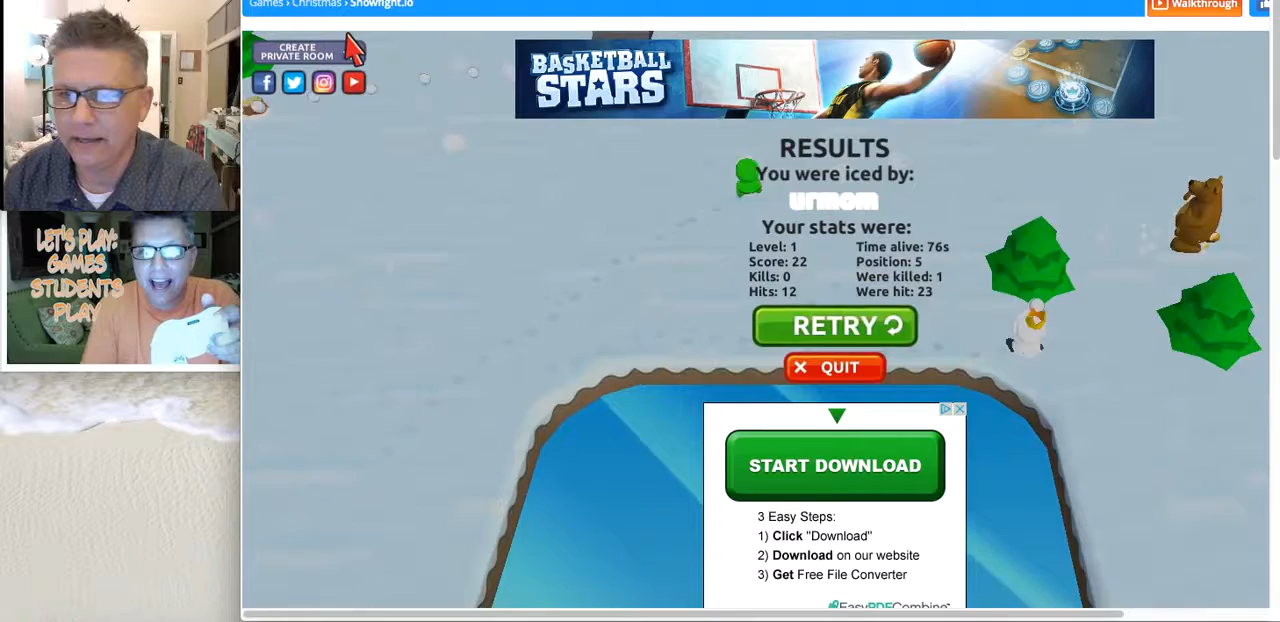 Games › Christmas › Snowfight.io
Walkthrough
CREATE
PRIVATE ROOM
BASKETBALL
STARS
RESULTS
You were iced by:
urmom
Your stats were:
Level: 1
Time alive: 76s
Score: 22
Position: 5
Kills: 0
Were killed: 1
Hits: 12
Were hit: 23
RETRY
QUIT
LET'S PLAY:
GAMES
STUDENTS
PLAY
START DOWNLOAD
3 Easy Steps:
1) Click "Download"
2) Download on our website
3) Get Free File Converter
EasyPDFCombine